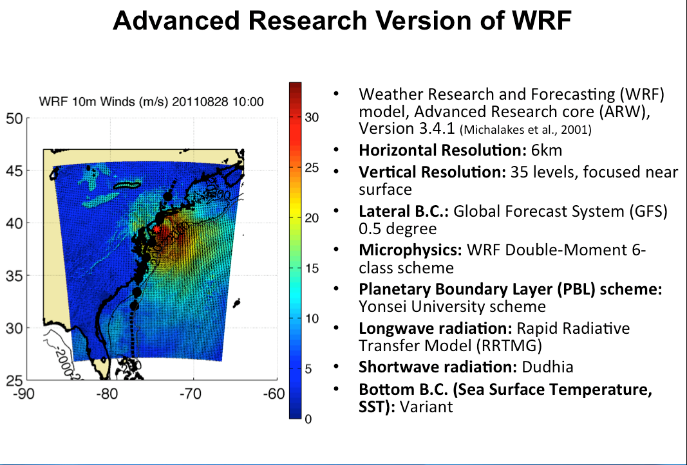 Advanced Research Version of WRF
WRF 10m Winds (m/s) 20110828 10:00
50
45
40
35
30
25
-90
-80
-70
-60
30
25
20
15
10
5
0
• Weather Research and Forecasting (WRF)
model, Advanced Research core (ARW),
Version 3.4.1 (Michalakes et al., 2001)
• Horizontal Resolution: 6km
• Vertical Resolution: 35 levels, focused near
surface
• Lateral B.C.: Global Forecast System (GFS)
0.5 degree
• Microphysics: WRF Double-Moment 6-
class scheme
• Planetary Boundary Layer (PBL) scheme:
Yonsei University scheme
• Longwave radiation: Rapid Radiative
Transfer Model (RRTMG)
• Shortwave radiation: Dudhia
• Bottom B.C. (Sea Surface Temperature,
SST): Variant